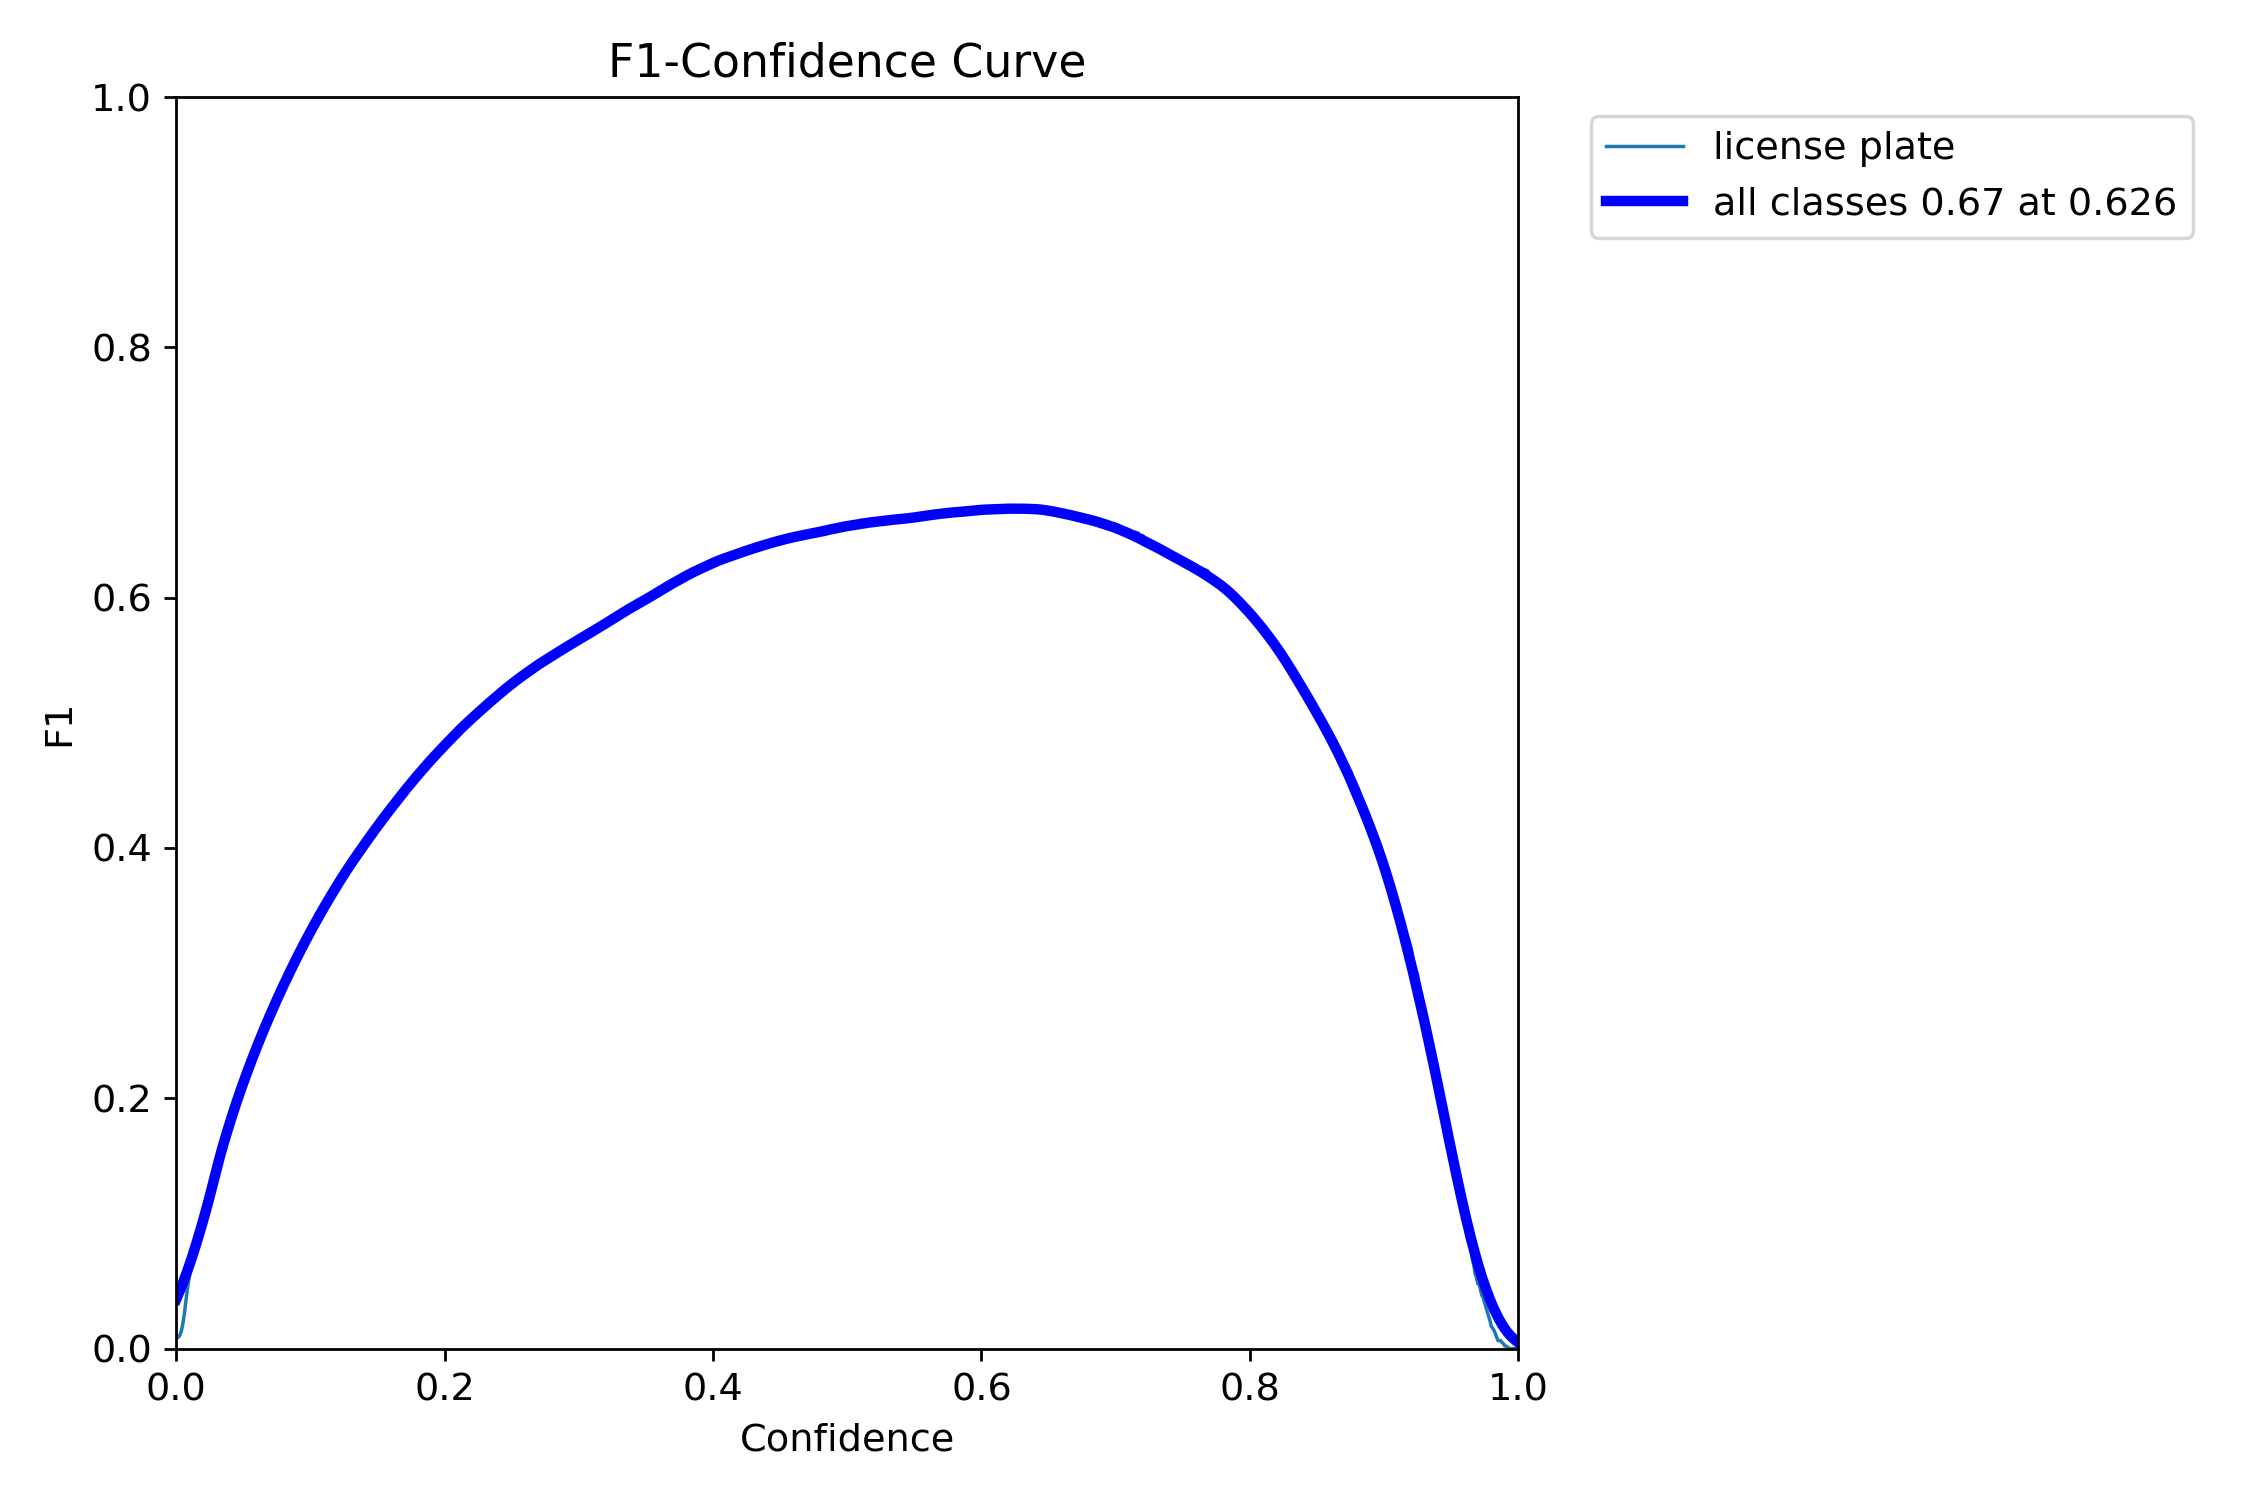 F1-Confidence Curve
1.0
0.8
0.6
0.4
0.2
0.0
F1
0.0 0.2 0.4 0.6 0.8 1.0
Confidence
license plate
all classes 0.67 at 0.626